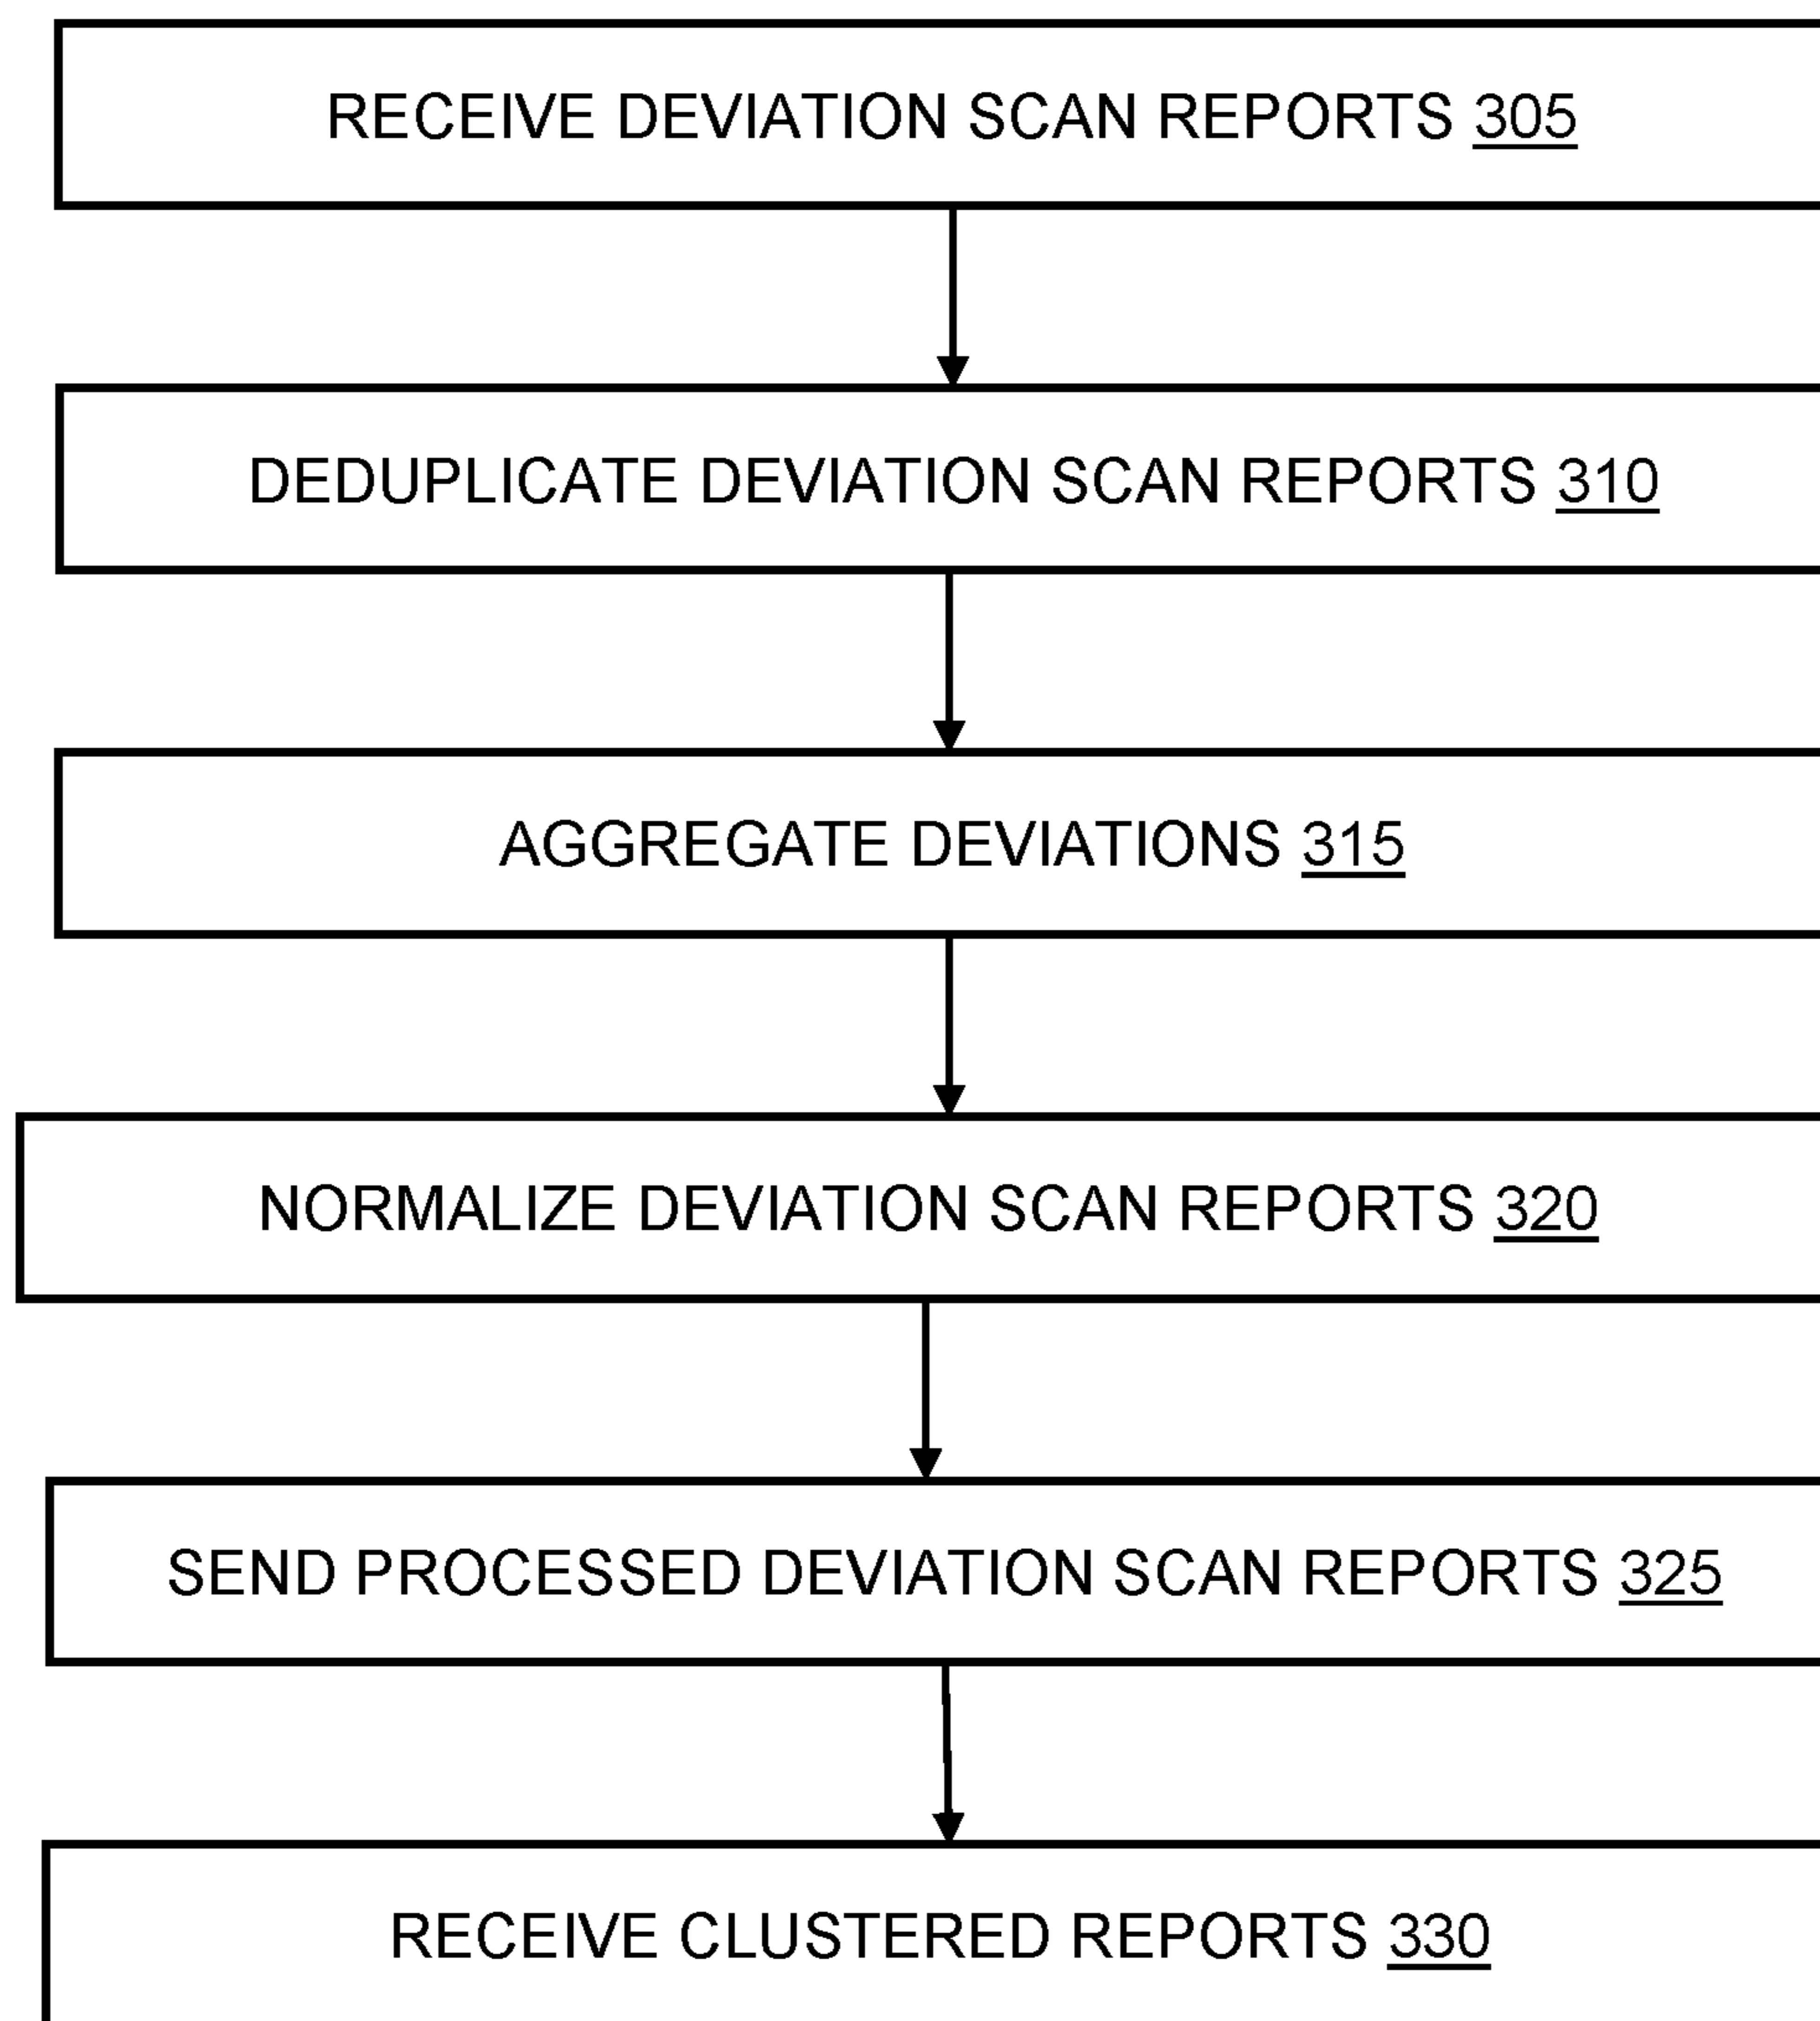 RECEIVE DEVIATION SCAN REPORTS 305
DEDUPLICATE DEVIATION SCAN REPORTS 310
AGGREGATE DEVIATIONS 315
NORMALIZE DEVIATION SCAN REPORTS 320
SEND PROCESSED DEVIATION SCAN REPORTS 325
RECEIVE CLUSTERED REPORTS 330